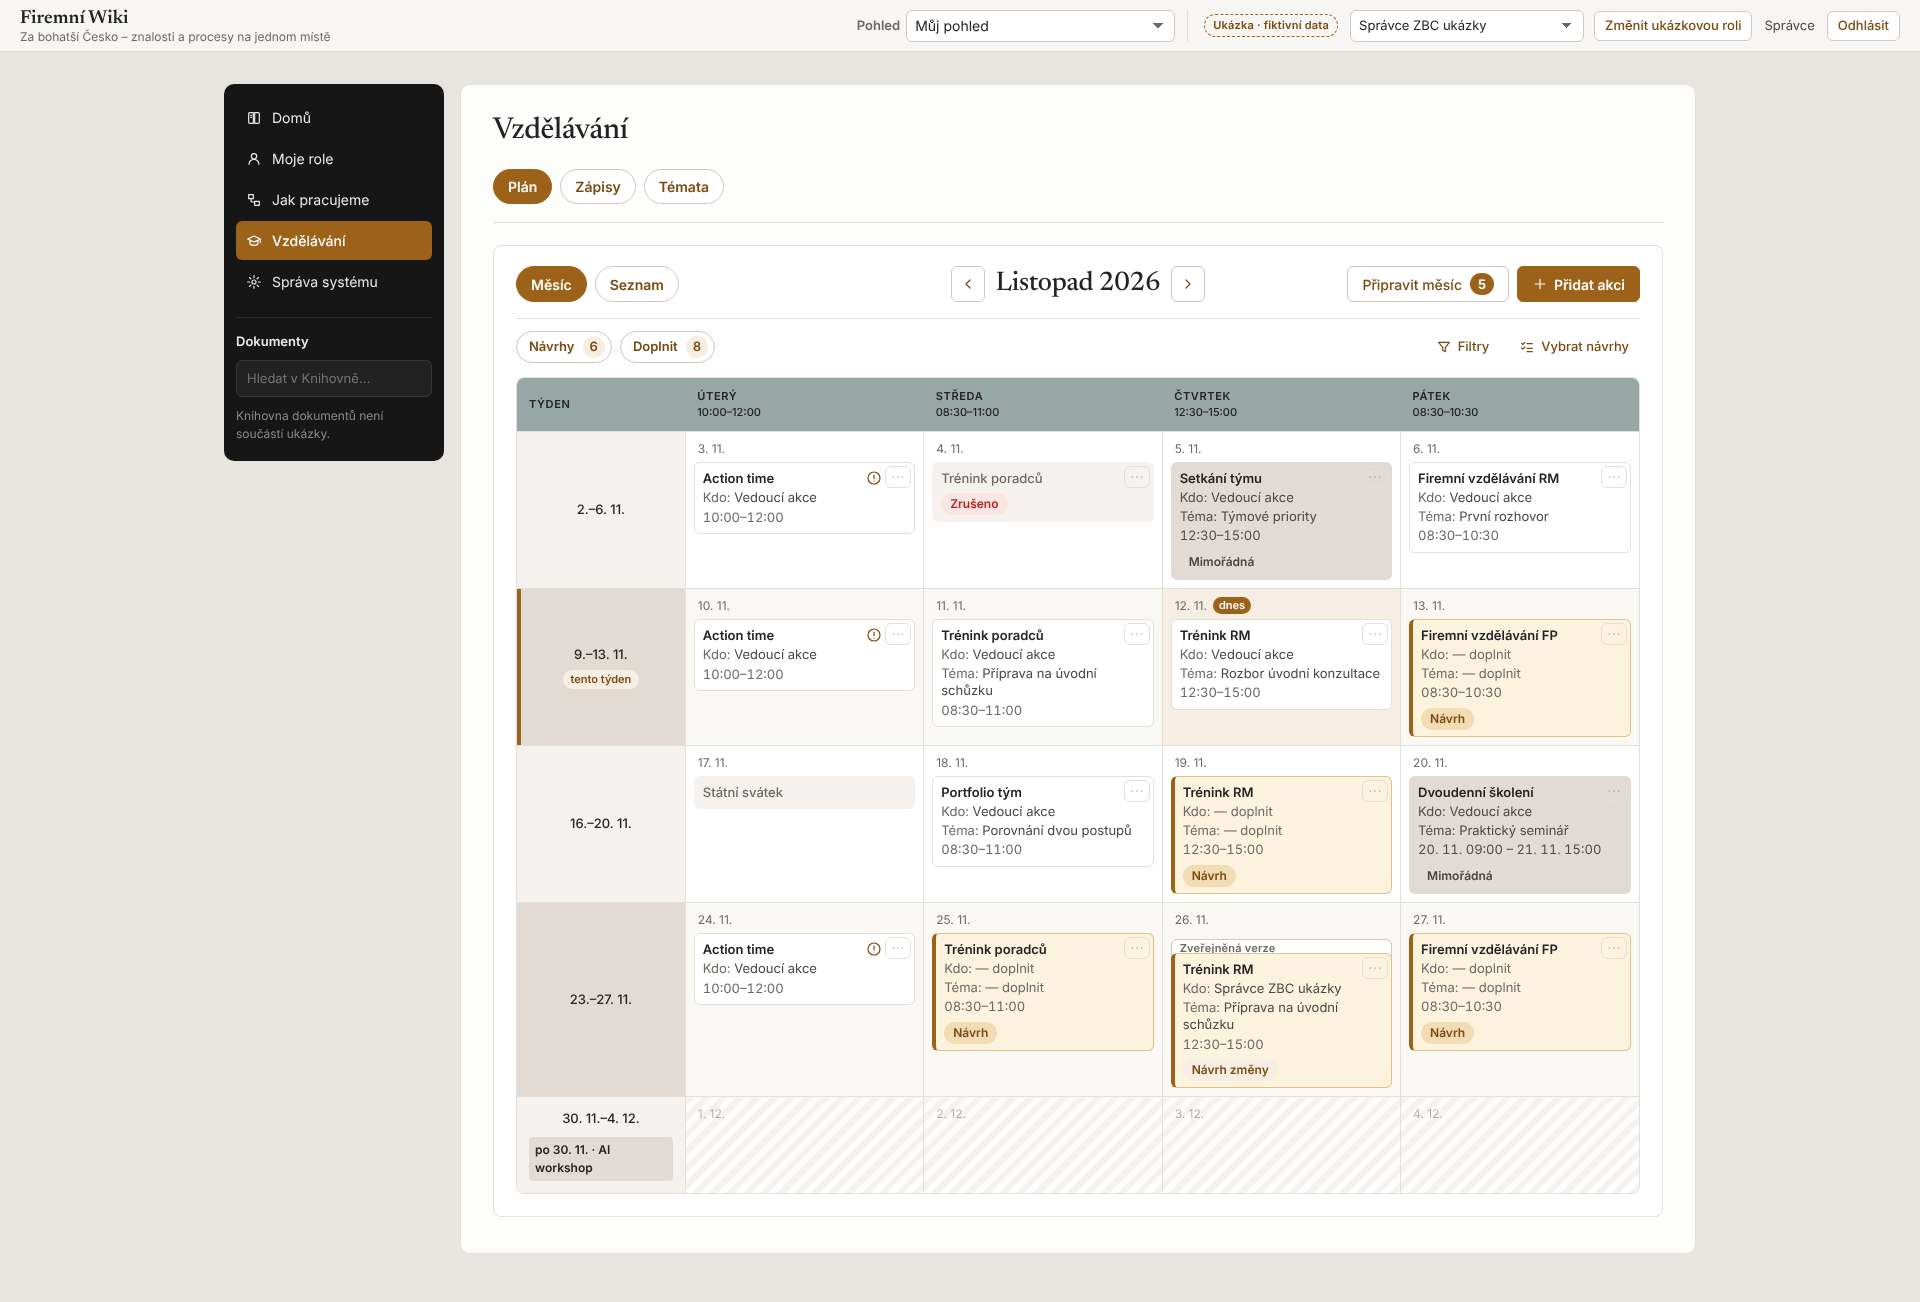 Firemní Wiki
Za bohatší Česko – znalosti a procesy na jednom místě
Pohled
Můj pohled
Ukázka · fiktivní data
Správce ZBC ukázky
Změnit ukázkovou roli
Správce
Odhlásit
Domů
Moje role
Jak pracujeme
Vzdělávání
Správa systému
Dokumenty
Hledat v Knihovně...
Knihovna dokumentů není
součástí ukázky.
Vzdělávání
Plán
Zápisy
Témata
Měsíc
Seznam
Listopad 2026
Připravit měsíc 5
Přidat akci
Návrhy 6
Doplnit 8
Filtry
Vybrat návrhy
TÝDEN
ÚTERÝ
10:00–12:00
STŘEDA
08:30–11:00
ČTVRTEK
12:30–15:00
PÁTEK
08:30–10:30
2.–6. 11.
3. 11.
Action time
Kdo: Vedoucí akce
10:00–12:00
4. 11.
Trénink poradců
Zrušeno
5. 11.
Setkání týmu
Kdo: Vedoucí akce
Téma: Týmové priority
12:30–15:00
Mimořádná
6. 11.
Firemní vzdělávání RM
Kdo: Vedoucí akce
Téma: První rozhovor
08:30–10:30
9.–13. 11.
tento týden
10. 11.
Action time
Kdo: Vedoucí akce
10:00–12:00
11. 11.
Trénink poradců
Kdo: Vedoucí akce
Téma: Příprava na úvodní
schůzku
08:30–11:00
12. 11. dnes
Trénink RM
Kdo: Vedoucí akce
Téma: Rozbor úvodní konzultace
12:30–15:00
13. 11.
Firemní vzdělávání FP
Kdo: — doplnit
Téma: — doplnit
08:30–10:30
Návrh
16.–20. 11.
17. 11.
Státní svátek
18. 11.
Portfolio tým
Kdo: Vedoucí akce
Téma: Porovnání dvou postupů
08:30–11:00
19. 11.
Trénink RM
Kdo: — doplnit
Téma: — doplnit
12:30–15:00
Návrh
20. 11.
Dvoudenní školení
Kdo: Vedoucí akce
Téma: Praktický seminář
20. 11. 09:00 – 21. 11. 15:00
Mimořádná
23.–27. 11.
24. 11.
Action time
Kdo: Vedoucí akce
10:00–12:00
25. 11.
Trénink poradců
Kdo: — doplnit
Téma: — doplnit
08:30–11:00
Návrh
26. 11.
Zveřejněná verze
Trénink RM
Kdo: Správce ZBC ukázky
Téma: Příprava na úvodní
schůzku
12:30–15:00
Návrh změny
27. 11.
Firemní vzdělávání FP
Kdo: — doplnit
Téma: — doplnit
08:30–10:30
Návrh
30. 11.–4. 12.
po 30. 11. · AI
workshop
1. 12.
2. 12.
3. 12.
4. 12.